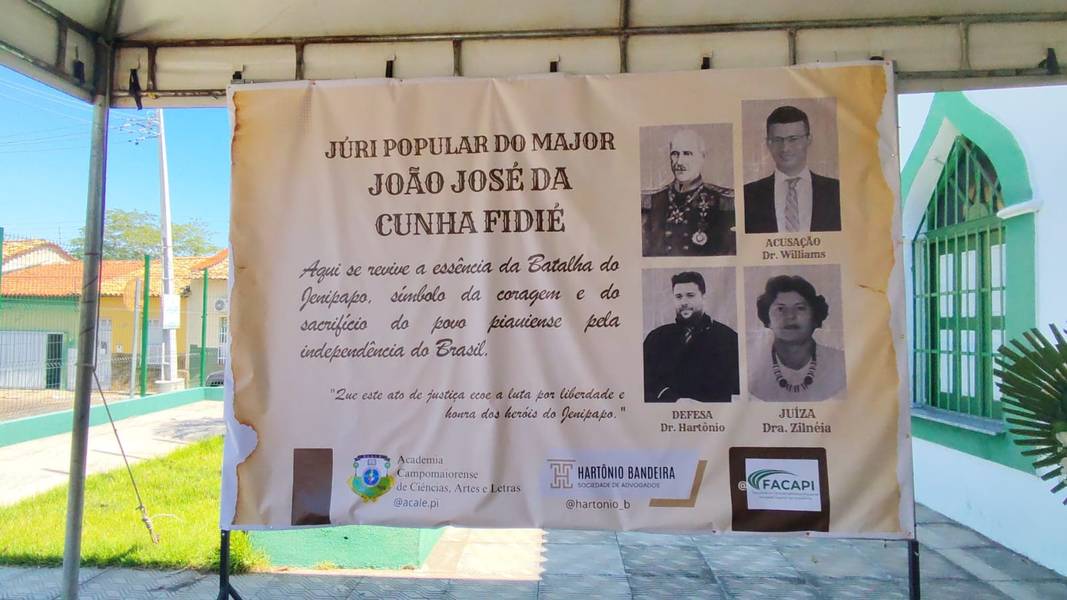 JÚRI POPULAR DO MAJOR
JOÃO JOSÉ DA
CUNHA FIDIÉ
Aqui se revive a essência da Batalha do
Jenipapo, símbolo da coragem e do
sacrifício do povo piauiense pela
independência do Brasil.
"Que este ato de justiça ecoe a luta por liberdade e
honra dos heróis do Jenipapo."
ACUSAÇÃO
Dr. Williams
DEFESA
Dr. Hartônio
JUÍZA
Dra. Zilnéia
Academia
Campomaiorense
de Ciências, Artes e Letras
@acale.pi
HARTÔNIO BANDEIRA
SOCIEDADE DE ADVOGADOS
@hartonio_b
@
FACAPI